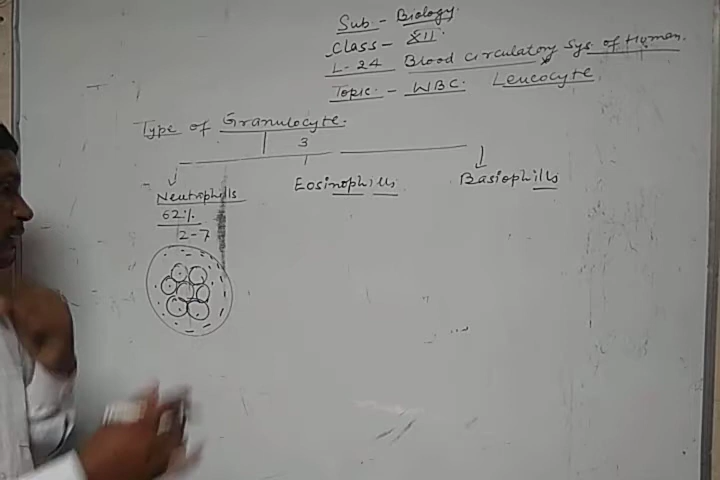 Sub - Biology.
Class - XII.
L-24 Blood circulatory sys. of Human.
Topic. - WBC. Leucocyte
Type of Granulocyte.
3
Neutrophills Eosinophills Basiophills
62%
2-7